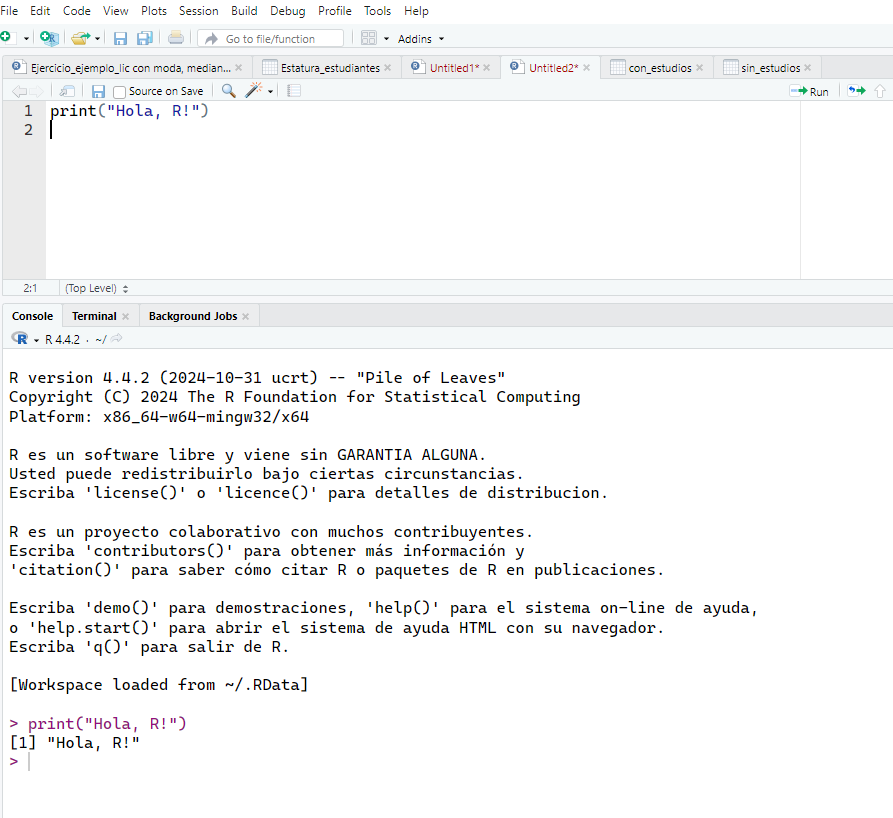 File Edit Code View Plots Session Build Debug Profile Tools Help
Go to file/function Addins
Ejercicio_ejemplo_lic con moda, median... Estatura_estudiantes Untitled1* Untitled2* con_estudios sin_estudios
Source on Save Run
1 print("Hola, R!")
2
2:1 (Top Level)
Console Terminal Background Jobs
R 4.4.2 · ~/
R version 4.4.2 (2024-10-31 ucrt) -- "Pile of Leaves"
Copyright (C) 2024 The R Foundation for Statistical Computing
Platform: x86_64-w64-mingw32/x64
R es un software libre y viene sin GARANTIA ALGUNA.
Usted puede redistribuirlo bajo ciertas circunstancias.
Escriba 'license()' o 'licence()' para detalles de distribucion.
R es un proyecto colaborativo con muchos contribuyentes.
Escriba 'contributors()' para obtener más información y
'citation()' para saber cómo citar R o paquetes de R en publicaciones.
Escriba 'demo()' para demostraciones, 'help()' para el sistema on-line de ayuda,
o 'help.start()' para abrir el sistema de ayuda HTML con su navegador.
Escriba 'q()' para salir de R.
[Workspace loaded from ~/.RData]
> print("Hola, R!")
[1] "Hola, R!"
>